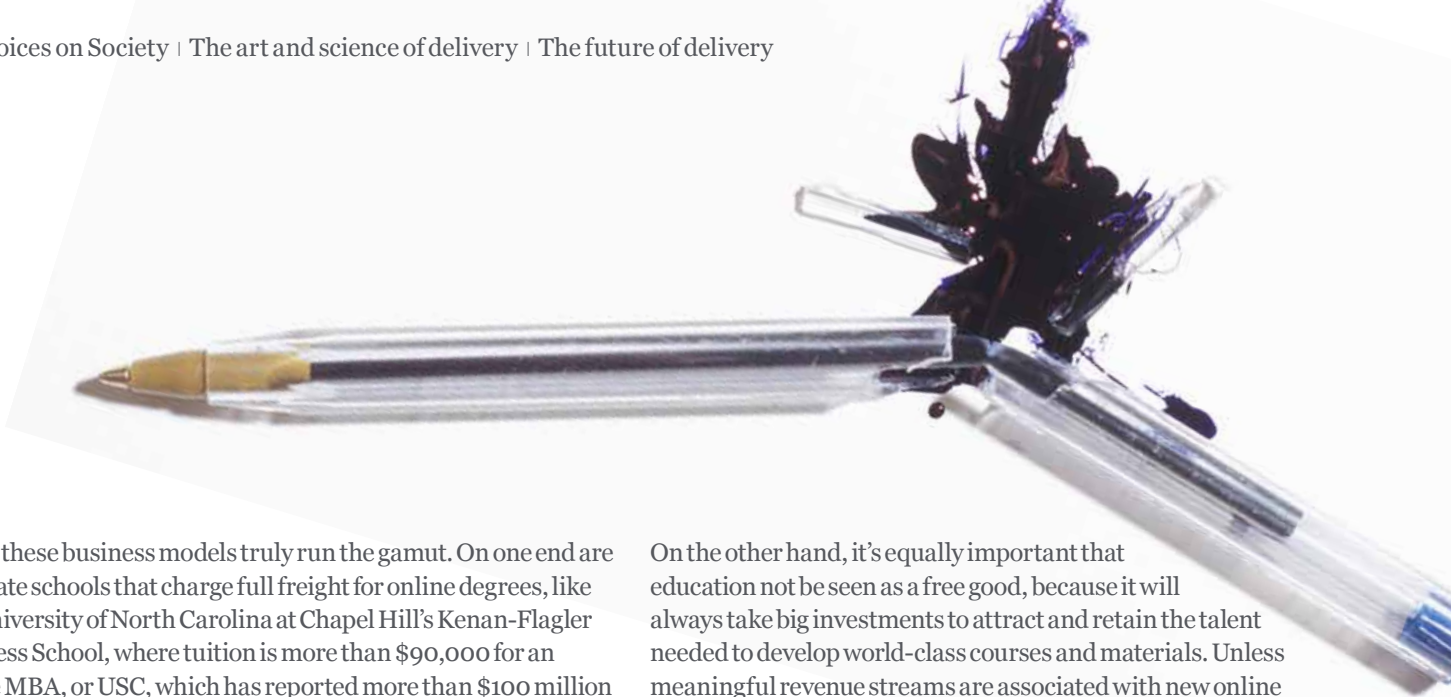 oices on Society | The art and science of delivery | The future of delivery
these business models truly run the gamut. On one end are
ate schools that charge full freight for online degrees, like
iversity of North Carolina at Chapel Hill’s Kenan-Flagler
ess School, where tuition is more than $90,000 for an
MBA, or USC, which has reported more than $100 million
On the other hand, it’s equally important that
education not be seen as a free good, because it will
always take big investments to attract and retain the talent
needed to develop world-class courses and materials. Unless
meaningful revenue streams are associated with new online